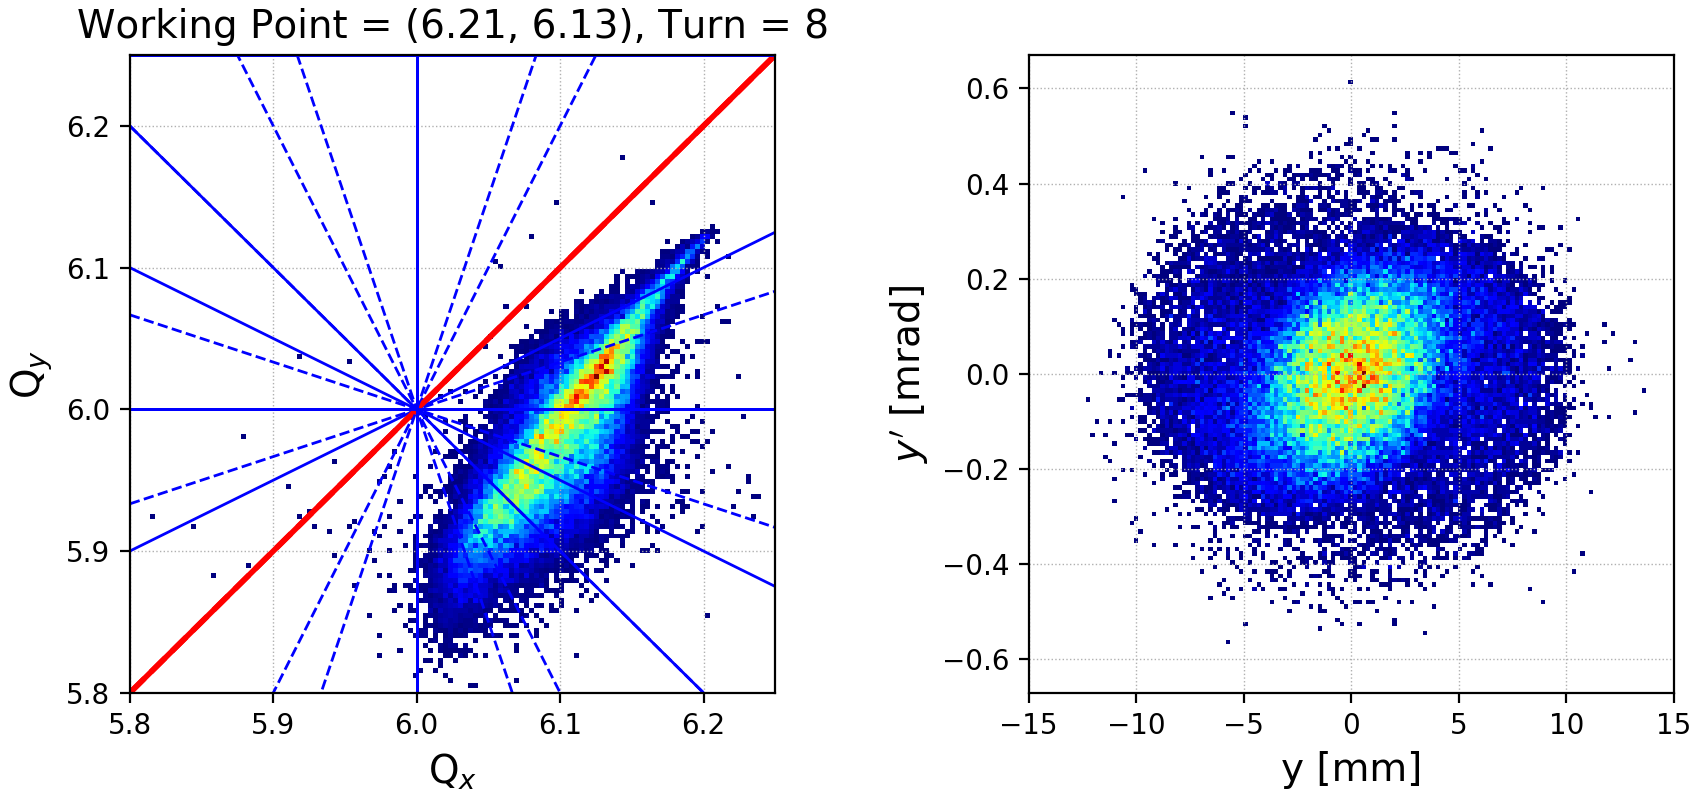 Working Point = (6.21, 6.13), Turn = 8
6.2
6.1
6.0
5.9
5.8
Q_y
5.8 5.9 6.0 6.1 6.2
Q_x
0.6
0.4
0.2
0.0
−0.2
−0.4
−0.6
y′ [mrad]
−15 −10 −5 0 5 10 15
y [mm]